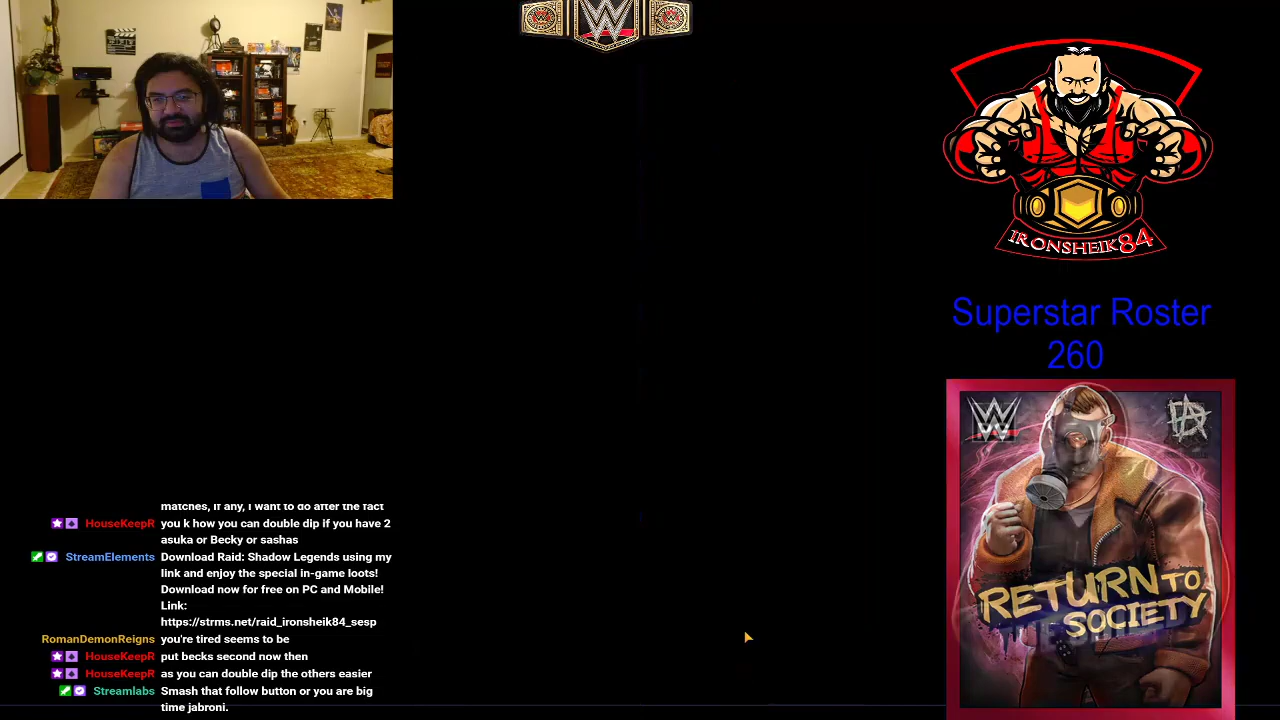 IRONSHEIK84
Superstar Roster
260
RETURN TO
SOCIETY
matches, if any, I want to do after the fact
HouseKeepR you k how you can double dip if you have 2
asuka or Becky or sashas
StreamElements Download Raid: Shadow Legends using my
link and enjoy the special in-game loots!
Download now for free on PC and Mobile!
Link:
https://strms.net/raid_ironsheik84_sesp
RomanDemonReigns you're tired seems to be
HouseKeepR put becks second now then
HouseKeepR as you can double dip the others easier
Streamlabs Smash that follow button or you are big
time jabroni.